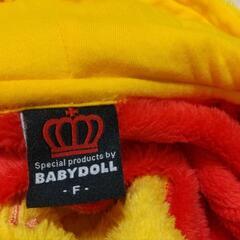 Special products by
BABYDOLL
- F -